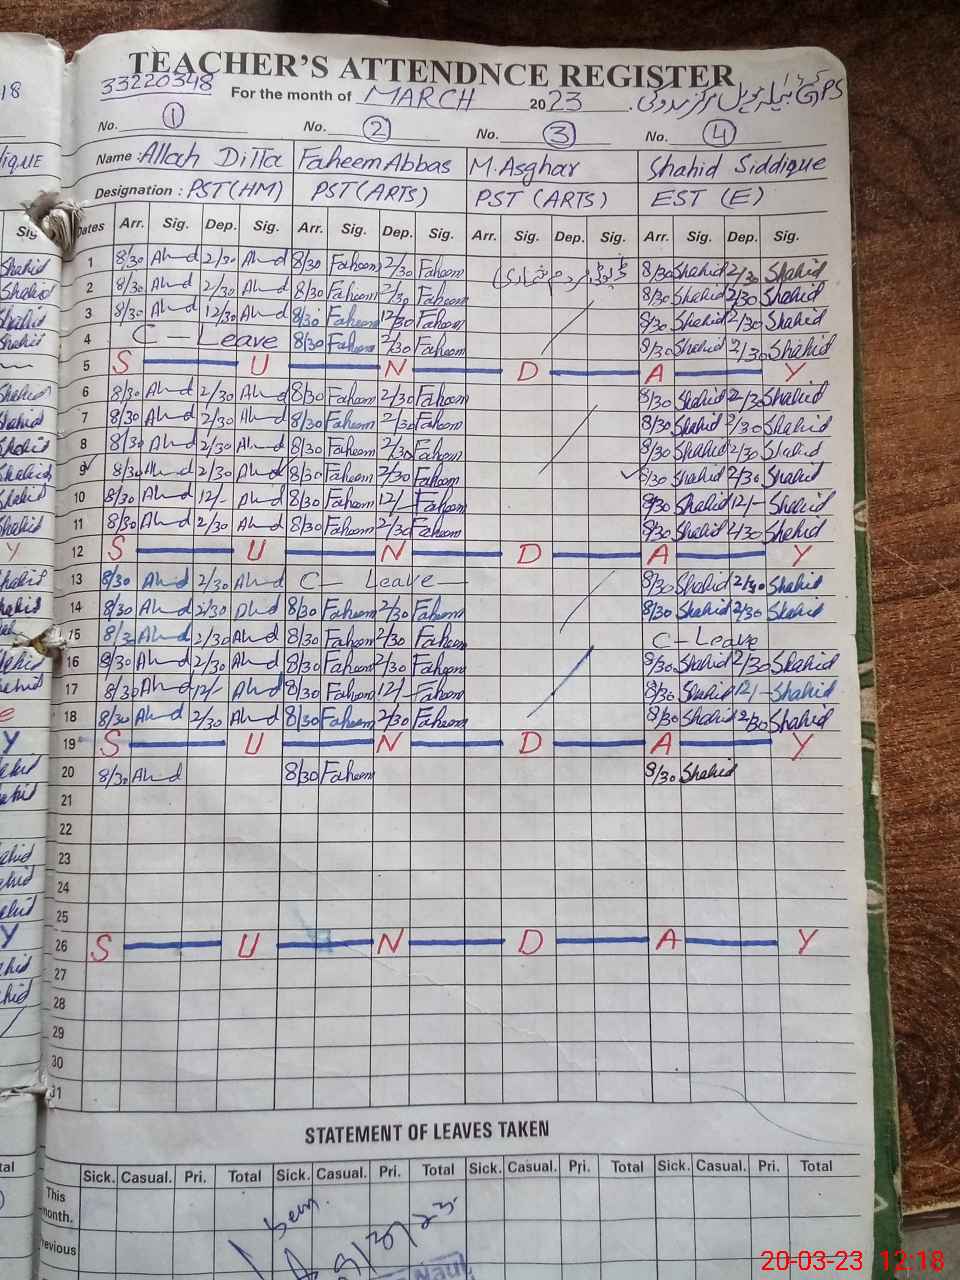 TEACHER'S ATTENDNCE REGISTER
33220348 For the month of MARCH 2023 GPS
No. 1 No. 2 No. 3 No. 4
Name : Allah Ditta Faheem Abbas M. Asghar Shahid Siddique
Designation : PST(HM) PST(ARTS) PST (ARTS) EST (E)
Dates Arr. Sig. Dep. Sig. Arr. Sig. Dep. Sig. Arr. Sig. Dep. Sig. Arr. Sig. Dep. Sig.
1 8/30 2/30 8/30 Faheem 2/30 Faheem ڈیوٹی مردم شماری 8/30 Shahid 2/30 Shahid
2 8/30 2/30 8/30 Faheem 2/30 Faheem 8/30 Shahid 2/30 Shahid
3 8/30 12/30 8/30 Faheem 12/30 Faheem 8/30 Shahid 2/30 Shahid
4 C - Leave 8/30 Faheem 2/30 Faheem 8/30 Shahid 2/30 Shahid
5 S U N D A Y
6 8/30 2/30 8/30 Faheem 2/30 Faheem 8/30 Shahid 2/30 Shahid
7 8/30 2/30 8/30 Faheem 2/30 Faheem 8/30 Shahid 2/30 Shahid
8 8/30 2/30 8/30 Faheem 2/30 Faheem 8/30 Shahid 2/30 Shahid
9 8/30 2/30 8/30 Faheem 2/30 Faheem 8/30 Shahid 2/30 Shahid
10 8/30 12/- 8/30 Faheem 12/- Faheem 8/30 Shahid 12/- Shahid
11 8/30 2/30 8/30 Faheem 2/30 Faheem 8/30 Shahid 2/30 Shahid
12 S U N D A Y
13 8/30 2/30 C - Leave 8/30 Shahid 2/30 Shahid
14 8/30 2/30 8/30 Faheem 2/30 Faheem 8/30 Shahid 2/30 Shahid
15 8/30 2/30 8/30 Faheem 2/30 Faheem C - Leave
16 8/30 2/30 8/30 Faheem 2/30 Faheem 8/30 Shahid 2/30 Shahid
17 8/30 12/- 8/30 Faheem 12/- Faheem 8/30 Shahid 12/- Shahid
18 8/30 2/30 8/30 Faheem 2/30 Faheem 8/30 Shahid 2/30 Shahid
19 S U N D A Y
20 8/30 8/30 Faheem 8/30 Shahid
21
22
23
24
25
26 S U N D A Y
27
28
29
30
31
STATEMENT OF LEAVES TAKEN
Sick. Casual. Pri. Total Sick. Casual. Pri. Total Sick. Casual. Pri. Total Sick. Casual. Pri. Total
This month.
Previous
20-03-23 12:18